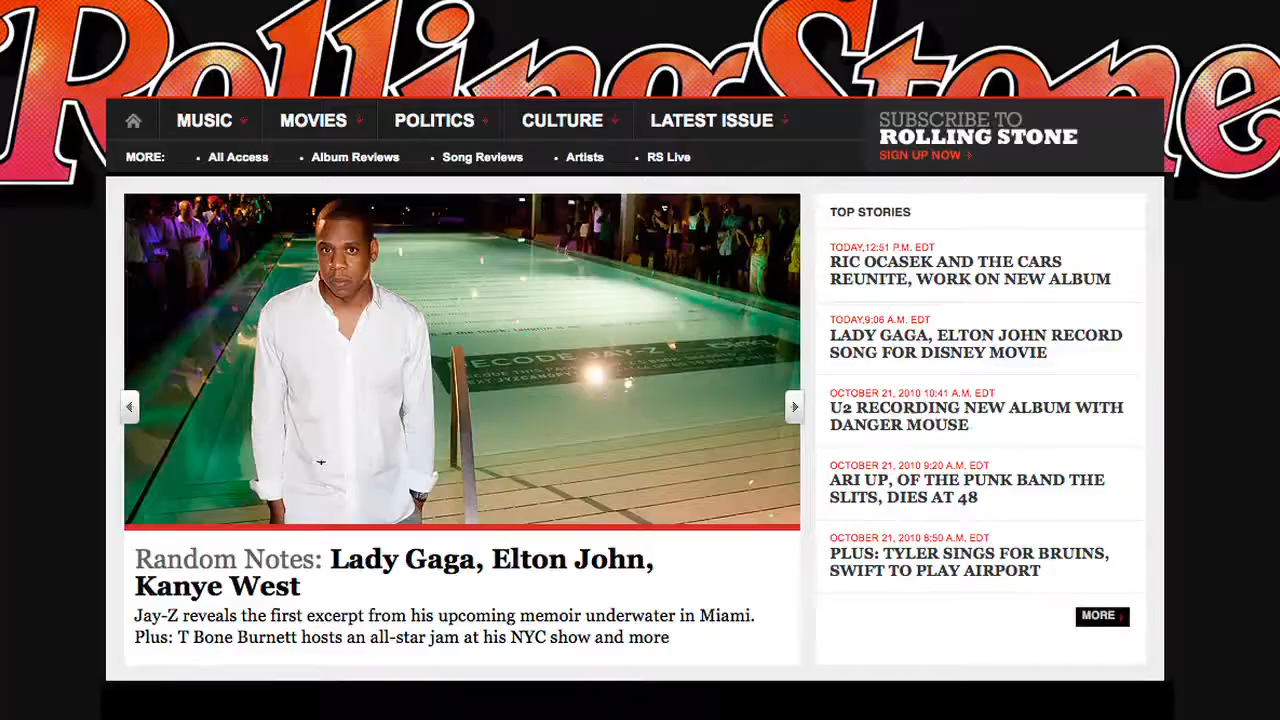 Rolling Stone
MUSIC
MOVIES
POLITICS
CULTURE
LATEST ISSUE
SUBSCRIBE TO
ROLLING STONE
SIGN UP NOW
MORE:
All Access
Album Reviews
Song Reviews
Artists
RS Live
RECODE JAY-Z
Random Notes: Lady Gaga, Elton John,
Kanye West
Jay-Z reveals the first excerpt from his upcoming memoir underwater in Miami.
Plus: T Bone Burnett hosts an all-star jam at his NYC show and more
TOP STORIES
TODAY,12:51 P.M. EDT
RIC OCASEK AND THE CARS
REUNITE, WORK ON NEW ALBUM
TODAY,9:06 A.M. EDT
LADY GAGA, ELTON JOHN RECORD
SONG FOR DISNEY MOVIE
OCTOBER 21, 2010 10:41 A.M. EDT
U2 RECORDING NEW ALBUM WITH
DANGER MOUSE
OCTOBER 21, 2010 9:20 A.M. EDT
ARI UP, OF THE PUNK BAND THE
SLITS, DIES AT 48
OCTOBER 21, 2010 8:50 A.M. EDT
PLUS: TYLER SINGS FOR BRUINS,
SWIFT TO PLAY AIRPORT
MORE